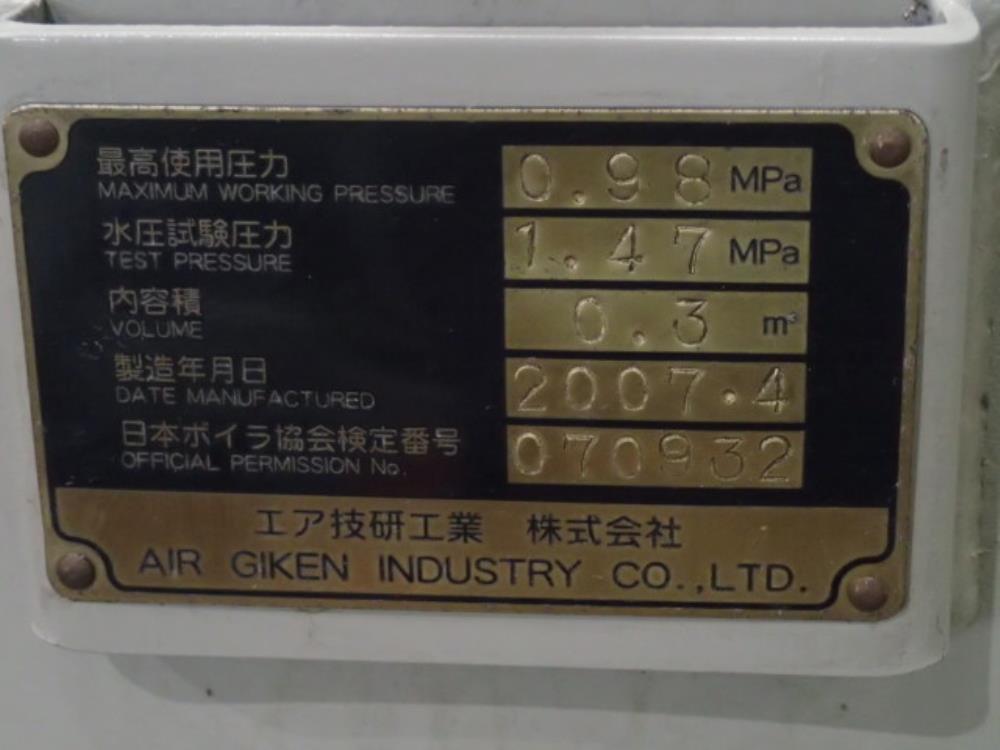 最高使用圧力 0.98 MPa
MAXIMUM WORKING PRESSURE
水圧試験圧力 1.47 MPa
TEST PRESSURE
内容積 0.3 m³
VOLUME
製造年月日 2007.4
DATE MANUFACTURED
日本ボイラ協会検定番号 070932
OFFICIAL PERMISSION No.
エア技研工業 株式会社
AIR GIKEN INDUSTRY CO.,LTD.